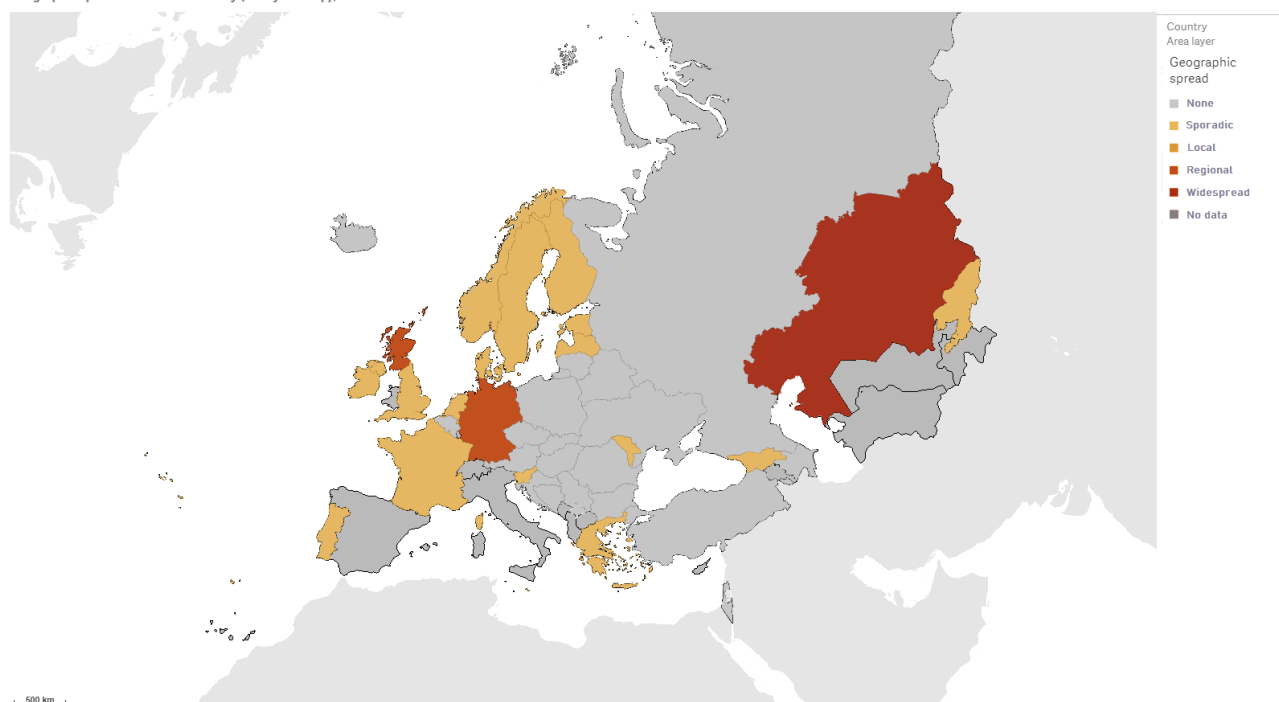 Country
Area layer
Geographic
spread
None
Sporadic
Local
Regional
Widespread
No data
500 km